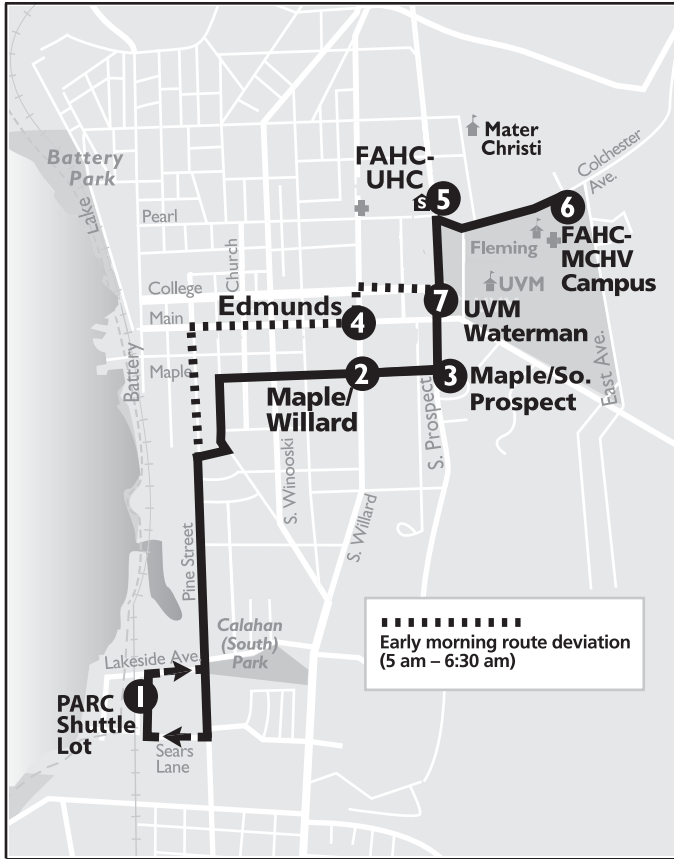 Mater
Christi
FAHC-
UHC
S
5
6
Colchester
Ave.
Battery
Park
Lake
Pearl
Fleming
FAHC-
MCHV
Campus
Church
College
UVM
Edmunds
4
7
UVM
Waterman
Main
Battery
Maple
2
3
Maple/So.
Prospect
Maple/
Willard
East Ave.
S. Prospect
S. Winooski
S. Willard
Pine Street
Early morning route deviation
(5 am – 6:30 am)
Calahan
(South)
Park
Lakeside Ave.
1
PARC
Shuttle
Lot
Sears
Lane